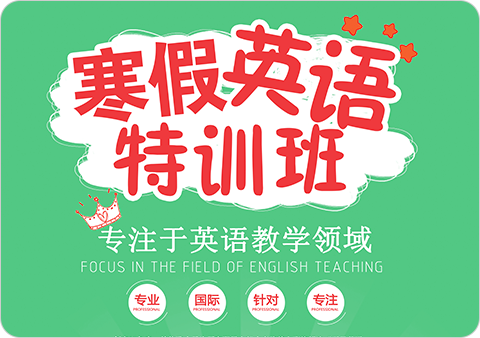 寒假英语
特训班
专注于英语教学领域
FOCUS IN THE FIELD OF ENGLISH TEACHING
专业 国际 针对 专注
PROFESSIONAL PROFESSIONAL PROFESSIONAL PROFESSIONAL